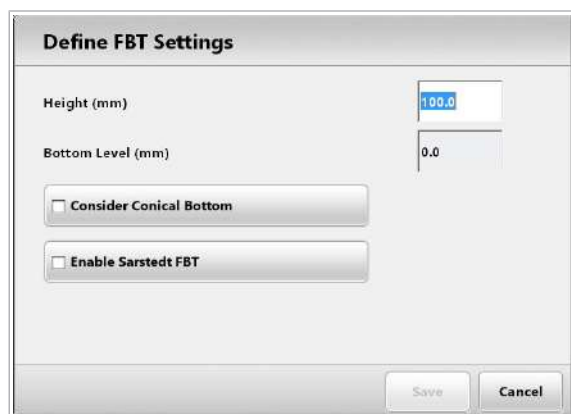 Define FBT Settings
Height (mm) 100.0
Bottom Level (mm) 0.0
Consider Conical Bottom
Enable Sarstedt FBT
Save Cancel